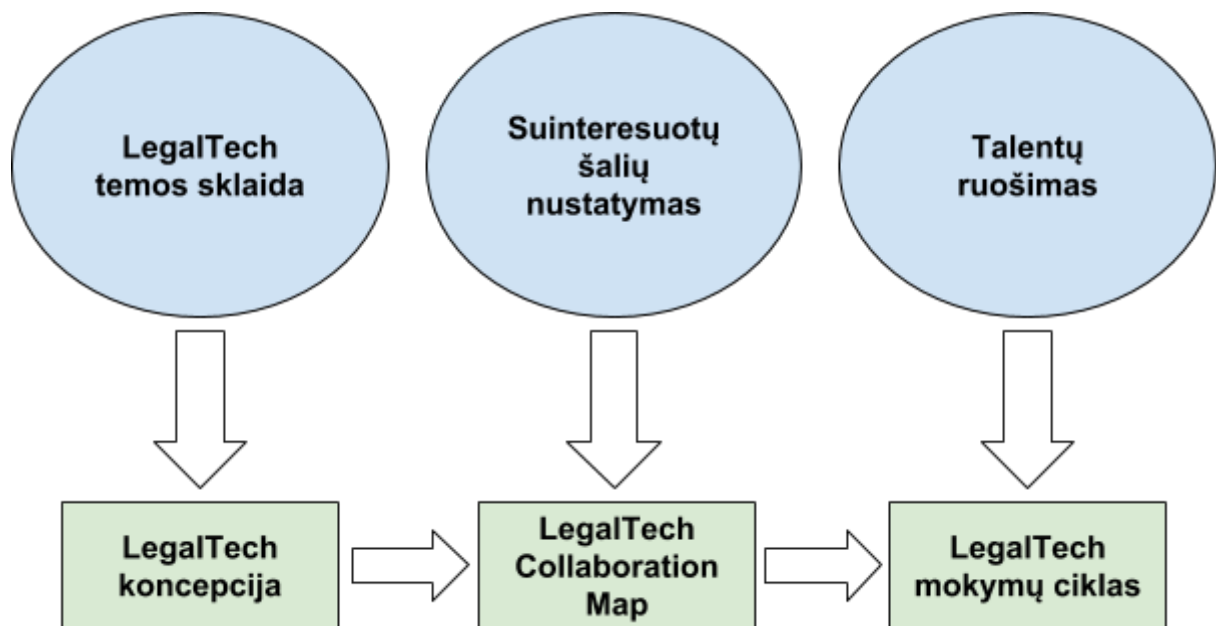 LegalTech
temos sklaida
Suinteresuotų
šalių
nustatymas
Talentų
ruošimas
LegalTech
koncepcija
LegalTech
Collaboration
Map
LegalTech
mokymų ciklas